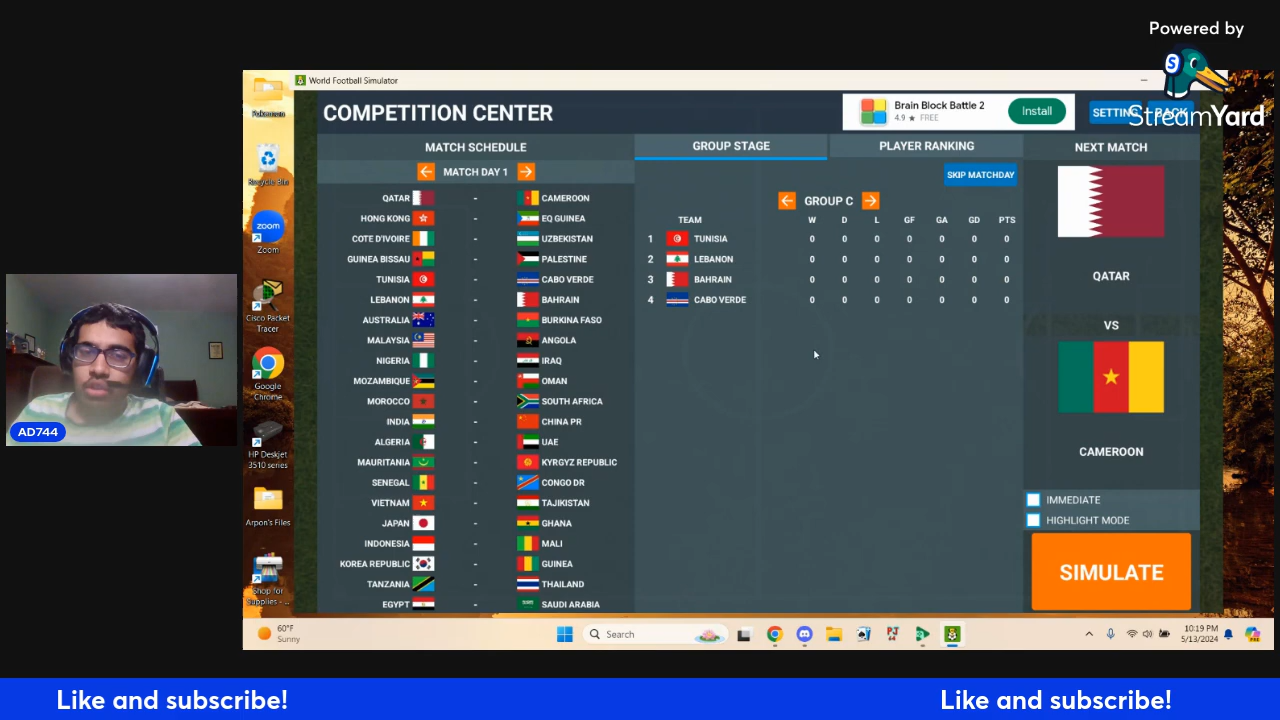 Powered by
StreamYard
World Football Simulator
COMPETITION CENTER
Brain Block Battle 2
4.9 ★ FREE
Install
MATCH SCHEDULE
GROUP STAGE
PLAYER RANKING
NEXT MATCH
MATCH DAY 1
SKIP MATCHDAY
QATAR - CAMEROON
HONG KONG - EQ GUINEA
COTE D'IVOIRE - UZBEKISTAN
GUINEA BISSAU - PALESTINE
TUNISIA - CABO VERDE
LEBANON - BAHRAIN
AUSTRALIA - BURKINA FASO
MALAYSIA - ANGOLA
NIGERIA - IRAQ
MOZAMBIQUE - OMAN
MOROCCO - SOUTH AFRICA
INDIA - CHINA PR
ALGERIA - UAE
MAURITANIA - KYRGYZ REPUBLIC
SENEGAL - CONGO DR
VIETNAM - TAJIKISTAN
JAPAN - GHANA
INDONESIA - MALI
KOREA REPUBLIC - GUINEA
TANZANIA - THAILAND
EGYPT - SAUDI ARABIA
GROUP C
TEAM W D L GF GA GD PTS
1 TUNISIA 0 0 0 0 0 0 0
2 LEBANON 0 0 0 0 0 0 0
3 BAHRAIN 0 0 0 0 0 0 0
4 CABO VERDE 0 0 0 0 0 0 0
QATAR
VS
CAMEROON
IMMEDIATE
HIGHLIGHT MODE
SIMULATE
Recycle Bin
zoom
Zoom
Cisco Packet
Tracer
Google
Chrome
HP Deskjet
3510 series
Arpon's Files
Shop for
Supplies - ...
AD744
60°F
Sunny
Search
10:19 PM
5/13/2024
Like and subscribe!
Like and subscribe!